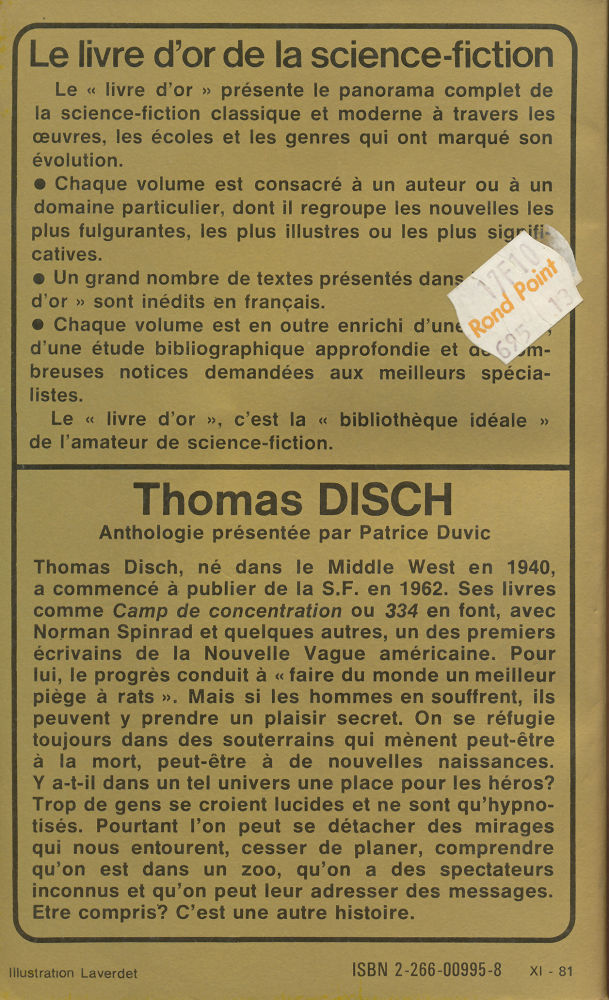 Le livre d'or de la science-fiction
Le « livre d'or » présente le panorama complet de
la science-fiction classique et moderne à travers les
œuvres, les écoles et les genres qui ont marqué son
évolution.
● Chaque volume est consacré à un auteur ou à un
domaine particulier, dont il regroupe les nouvelles les
plus fulgurantes, les plus illustres ou les plus signifi-
catives.
● Un grand nombre de textes présentés dans
d'or » sont inédits en français.
● Chaque volume est en outre enrichi d'une ,
d'une étude bibliographique approfondie et de nom-
breuses notices demandées aux meilleurs spécia-
listes.
Le « livre d'or », c'est la « bibliothèque idéale »
de l'amateur de science-fiction.
17F10
Rond Point
695 13
Thomas DISCH
Anthologie présentée par Patrice Duvic
Thomas Disch, né dans le Middle West en 1940,
a commencé à publier de la S.F. en 1962. Ses livres
comme Camp de concentration ou 334 en font, avec
Norman Spinrad et quelques autres, un des premiers
écrivains de la Nouvelle Vague américaine. Pour
lui, le progrès conduit à « faire du monde un meilleur
piège à rats ». Mais si les hommes en souffrent, ils
peuvent y prendre un plaisir secret. On se réfugie
toujours dans des souterrains qui mènent peut-être
à la mort, peut-être à de nouvelles naissances.
Y a-t-il dans un tel univers une place pour les héros?
Trop de gens se croient lucides et ne sont qu'hypno-
tisés. Pourtant l'on peut se détacher des mirages
qui nous entourent, cesser de planer, comprendre
qu'on est dans un zoo, qu'on a des spectateurs
inconnus et qu'on peut leur adresser des messages.
Etre compris? C'est une autre histoire.
Illustration Laverdet
ISBN 2-266-00995-8 XI - 81